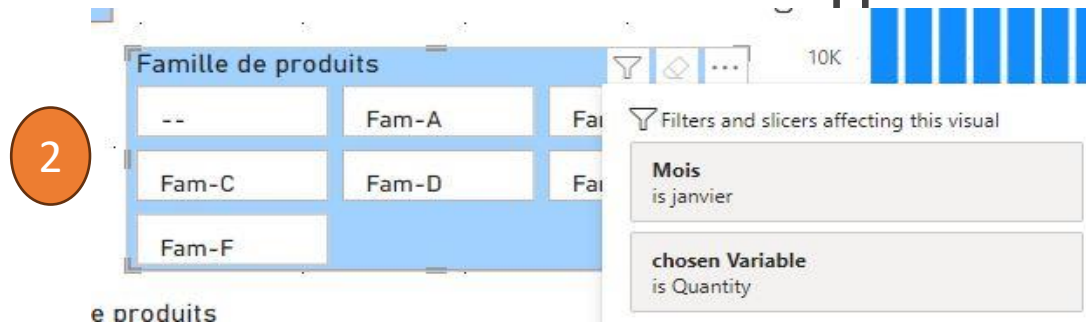 10K
Famille de produits
Filters and slicers affecting this visual
-- Fam-A
2
Mois
is janvier
Fam-C Fam-D
Fam-F
chosen Variable
is Quantity
e produits